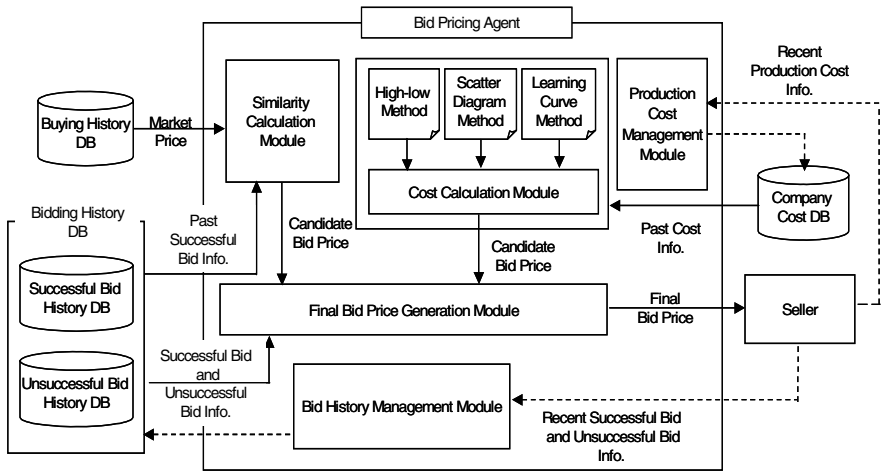 Bid Pricing Agent
Buying History
DB
Market
Price
Similarity
Calculation
Module
High-low
Method
Scatter
Diagram
Method
Learning
Curve
Method
Cost Calculation Module
Production
Cost
Management
Module
Recent
Production Cost
Info.
Company
Cost DB
Past Cost
Info.
Bidding History
DB
Successful Bid
History DB
Unsuccessful Bid
History DB
Past
Successful
Bid Info.
Candidate
Bid Price
Candidate
Bid Price
Final Bid Price Generation Module
Final
Bid Price
Seller
Successful Bid
and
Unsuccessful
Bid Info.
Bid History Management Module
Recent Successful Bid
and Unsuccessful Bid
Info.